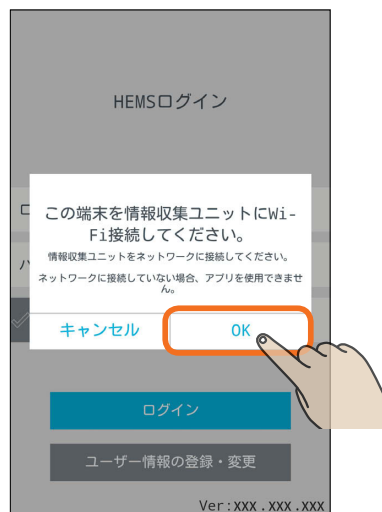 HEMSログイン
ロ
この端末を情報収集ユニットにWi-
Fi接続してください。
情報収集ユニットをネットワークに接続してください。
ネットワークに接続していない場合、アプリを使用できませ
ん。
パ
キャンセル
OK
ログイン
ユーザー情報の登録・変更
Ver:XXX.XXX.XXX